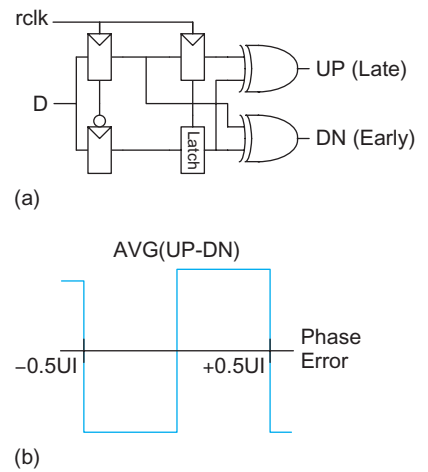 rclk
UP (Late)
D
Latch
DN (Early)
(a)
AVG(UP-DN)
Phase
Error
−0.5UI
+0.5UI
(b)